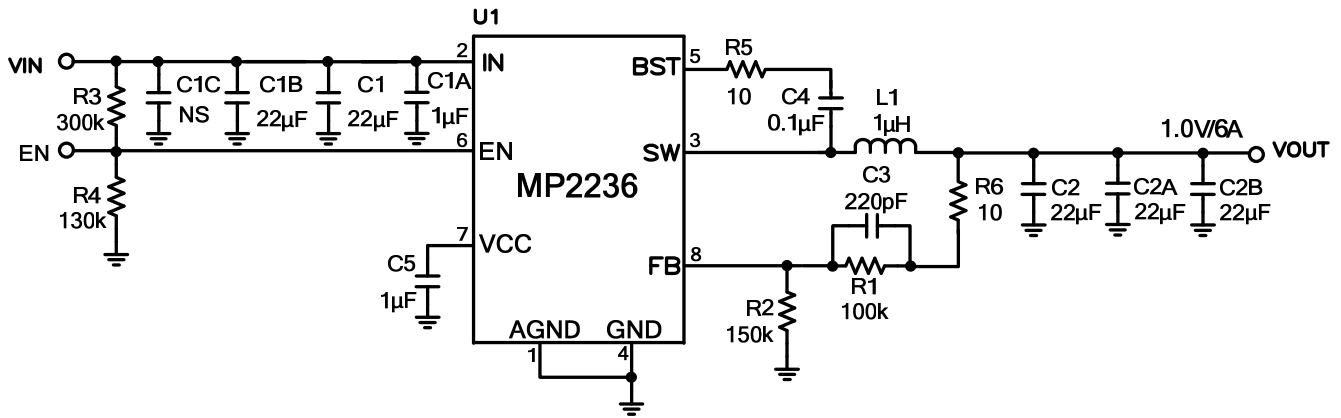 U1
VIN
R3
300k
C1C
NS
C1B
22µF
C1
22µF
C1A
1µF
2
IN
EN
6
EN
R4
130k
7
VCC
C5
1µF
MP2236
AGND
1
GND
4
BST
5
R5
10
C4
0.1µF
SW
3
L1
1µH
C3
220pF
FB
8
R1
100k
R2
150k
R6
10
C2
22µF
C2A
22µF
C2B
22µF
1.0V/6A
VOUT